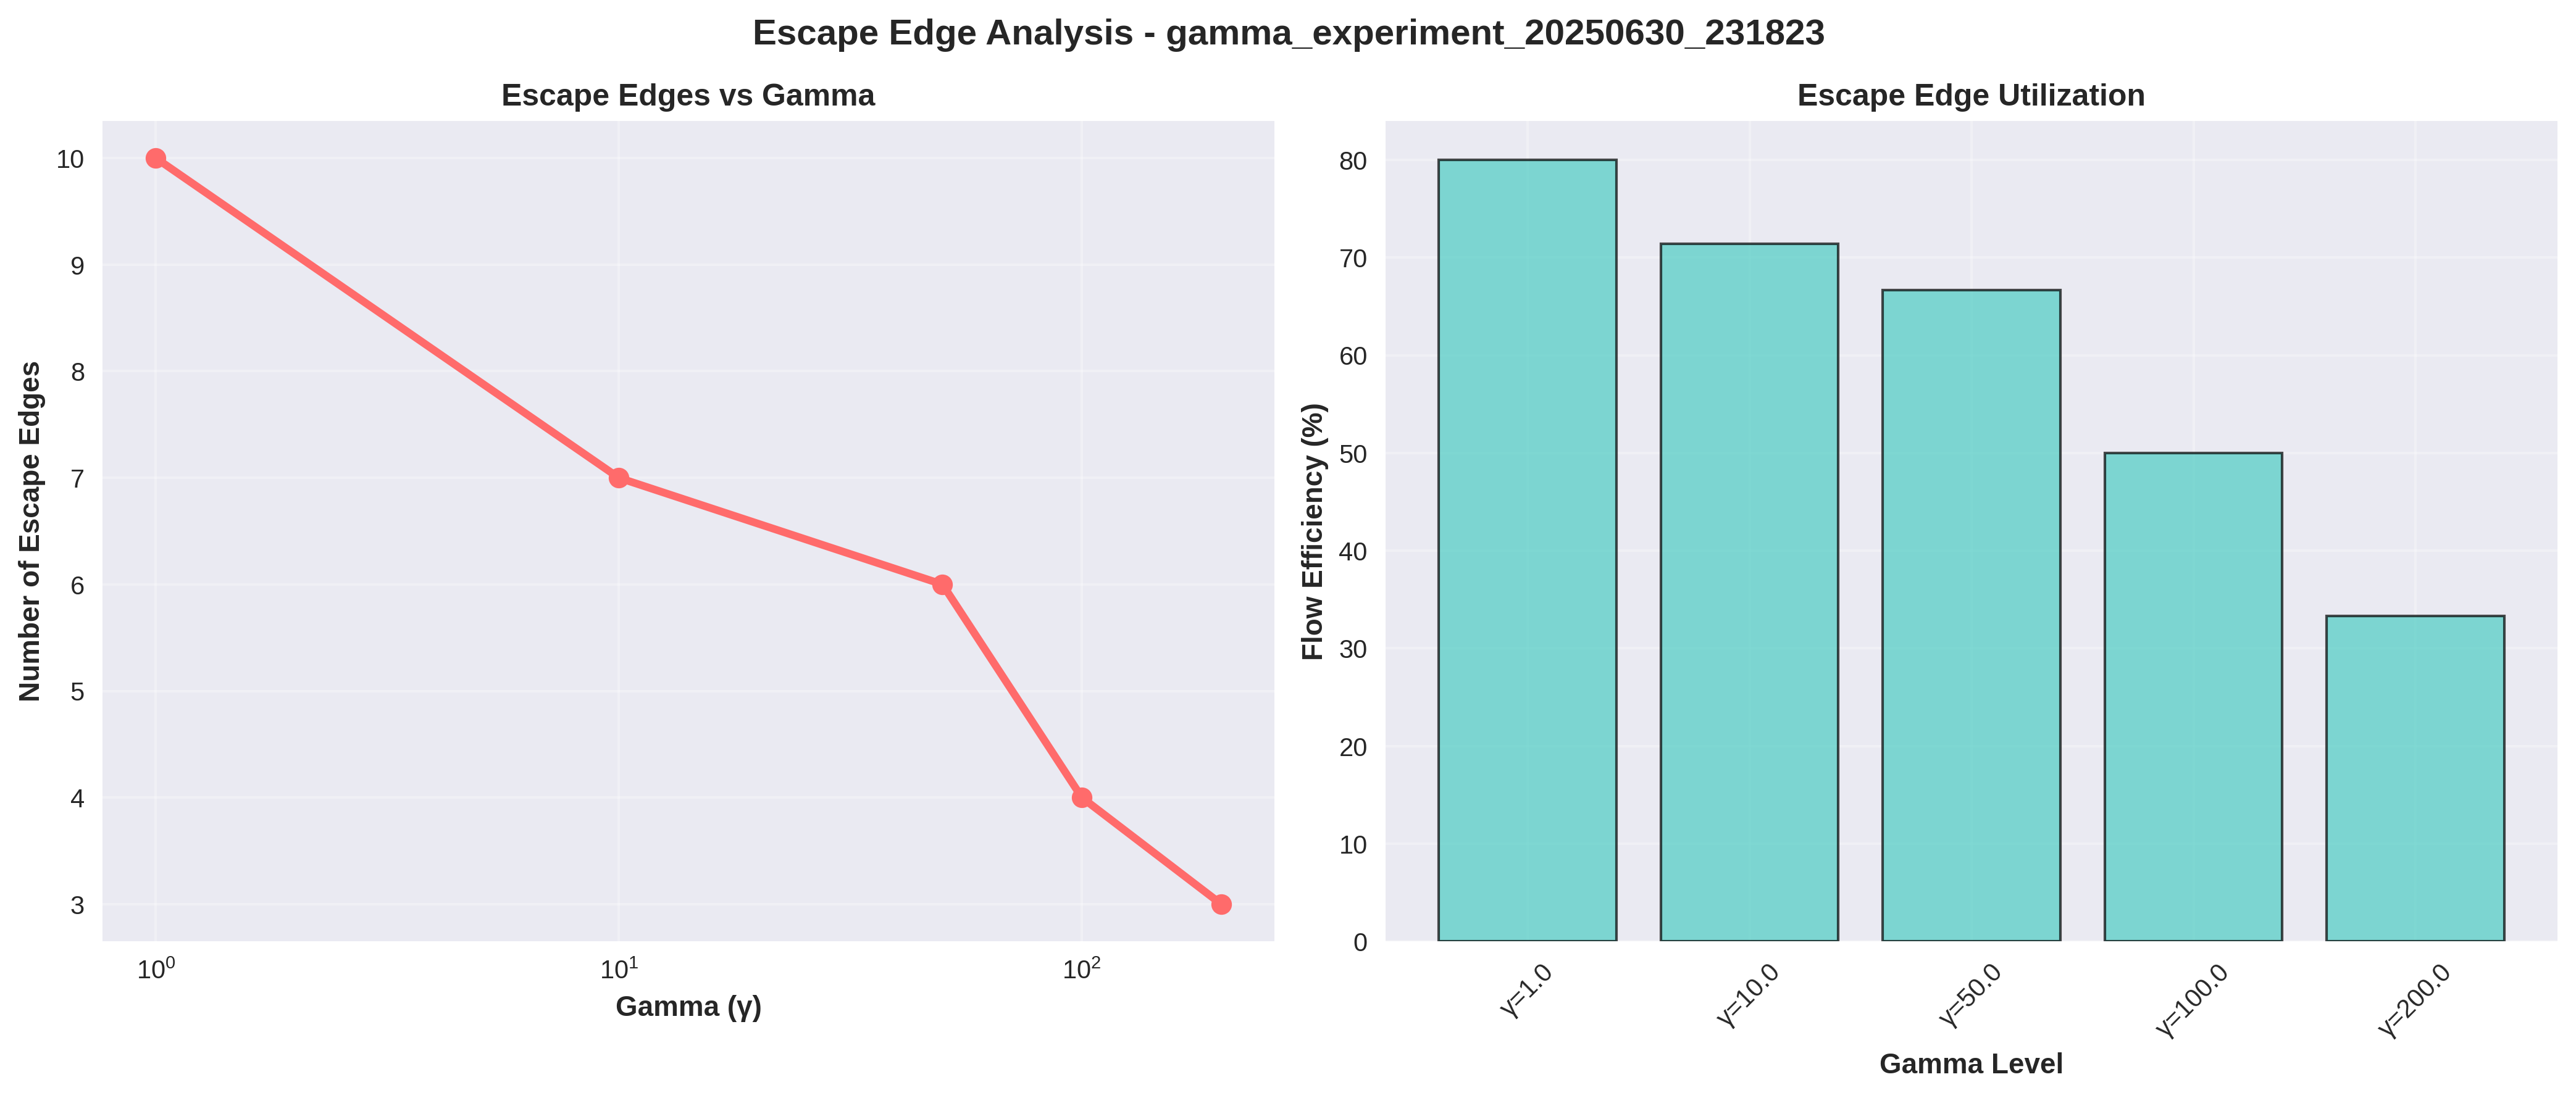 Escape Edge Analysis - gamma_experiment_20250630_231823
Escape Edges vs Gamma
Number of Escape Edges
10
9
8
7
6
5
4
3
10⁰
10¹
10²
Gamma (γ)
Escape Edge Utilization
Flow Efficiency (%)
80
70
60
50
40
30
20
10
0
γ=1.0
γ=10.0
γ=50.0
γ=100.0
γ=200.0
Gamma Level